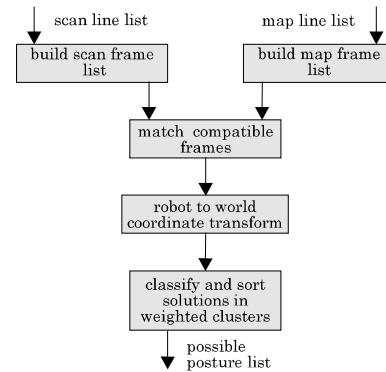 scan line list
map line list
build scan frame
list
build map frame
list
match compatible
frames
robot to world
coordinate transform
classify and sort
solutions in
weighted clusters
possible
posture list